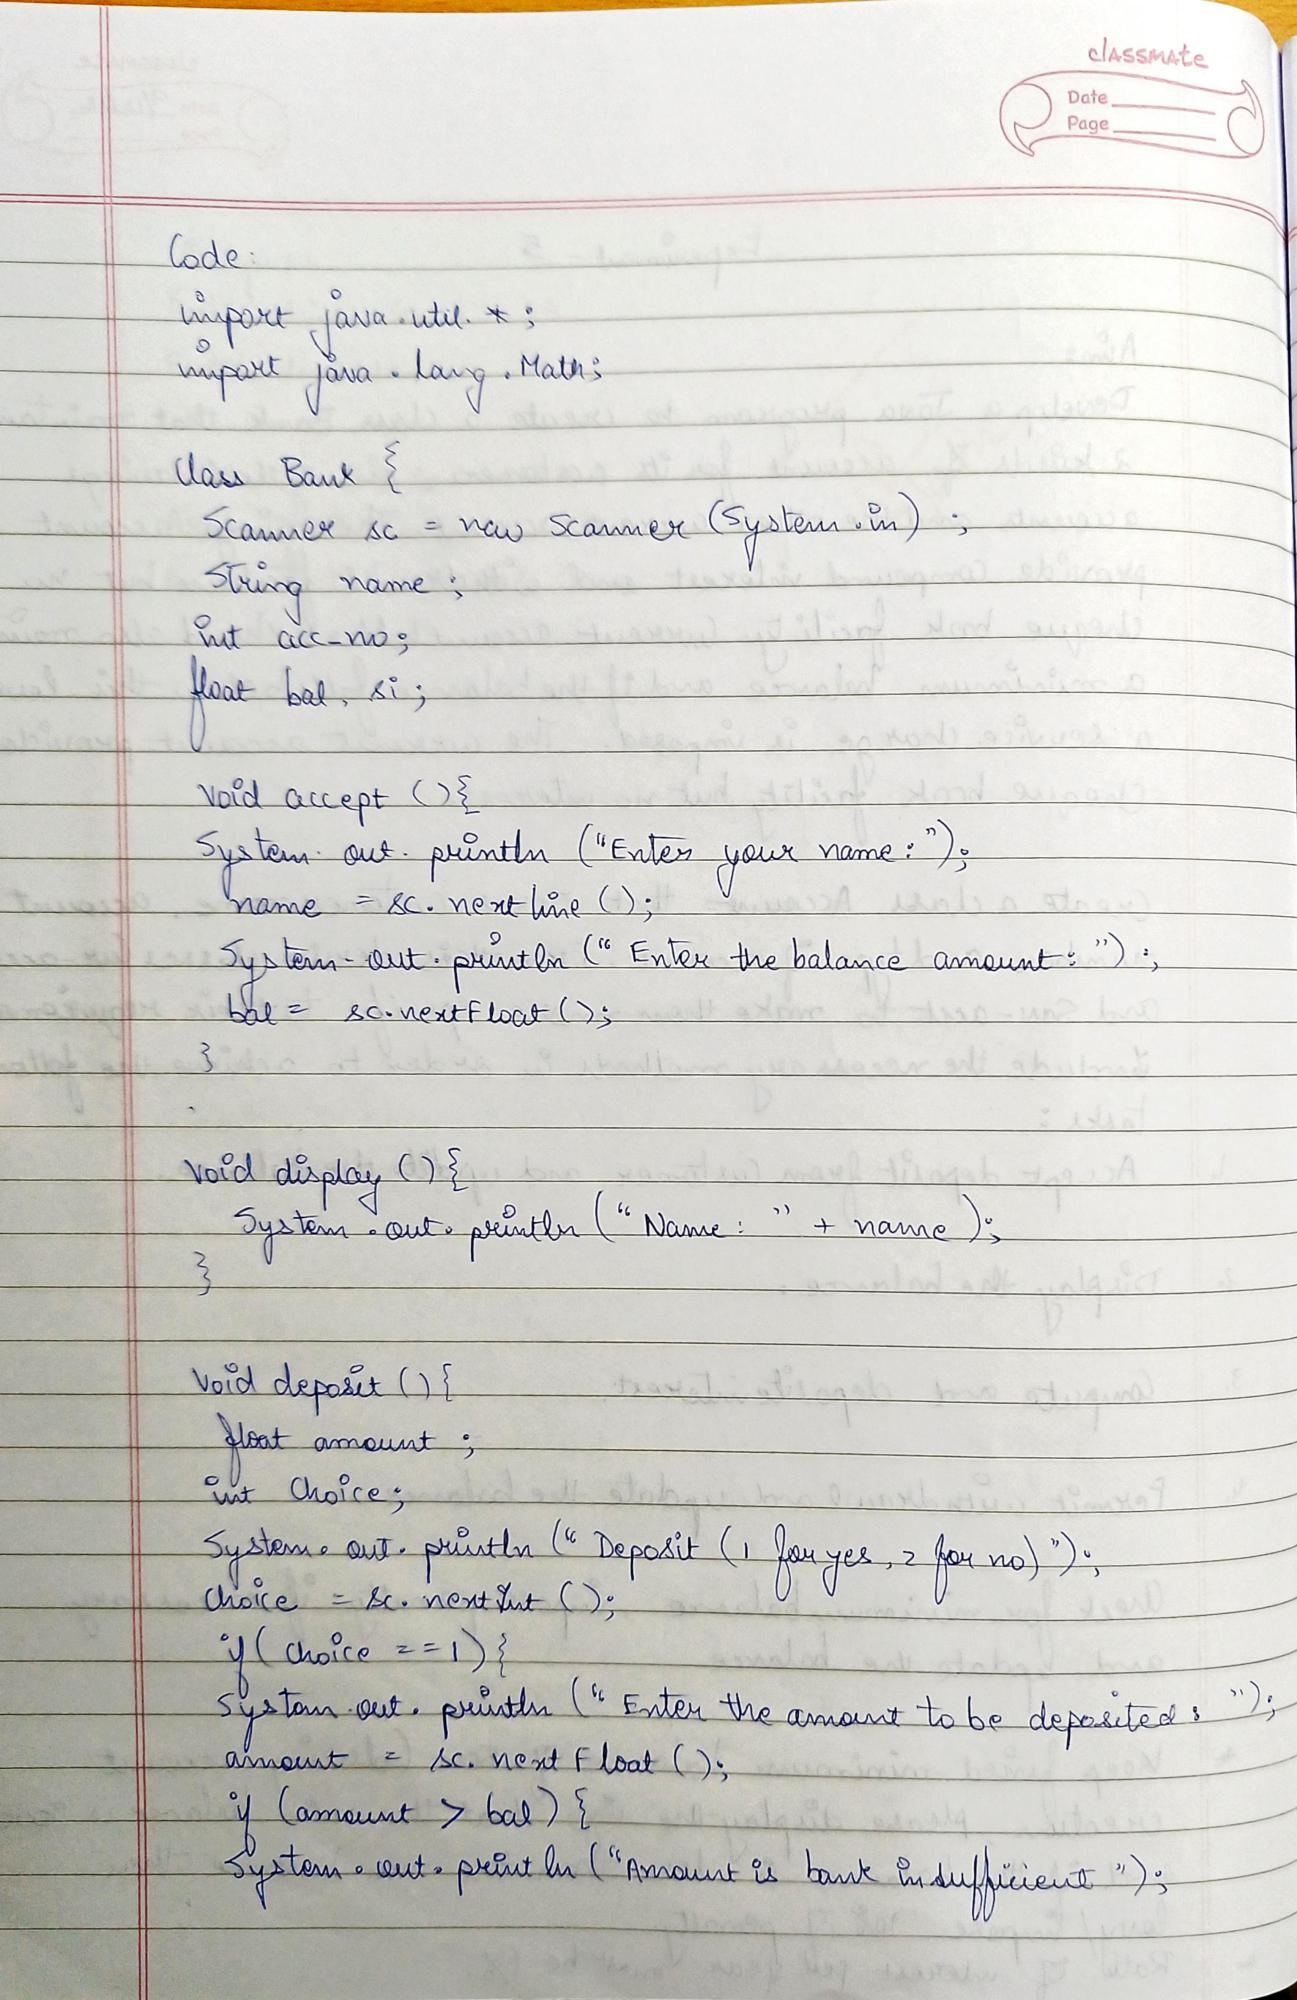 classmate
Date
Page
Code:
import java.util.*;
import java.lang.Math;
class Bank {
Scanner sc = new Scanner (System.in) ;
String name ;
int acc-no;
float bal, si ;
void accept () {
System.out.println ("Enter your name:");
name = sc.nextline ();
System.out.println (" Enter the balance amount: ") ;
bal = sc.nextFloat ();
}
void display () {
System.out.println (" Name: " + name );
}
void deposit () {
float amount ;
int choice;
System.out.println (" Deposit (1 for yes, 2 for no) ");
choice = sc.nextInt ();
if ( choice == 1) {
System.out.println (" Enter the amount to be deposited : ");
amount = sc.nextFloat ();
if (amount > bal) {
System.out.println ("Amount is bank insufficient ");